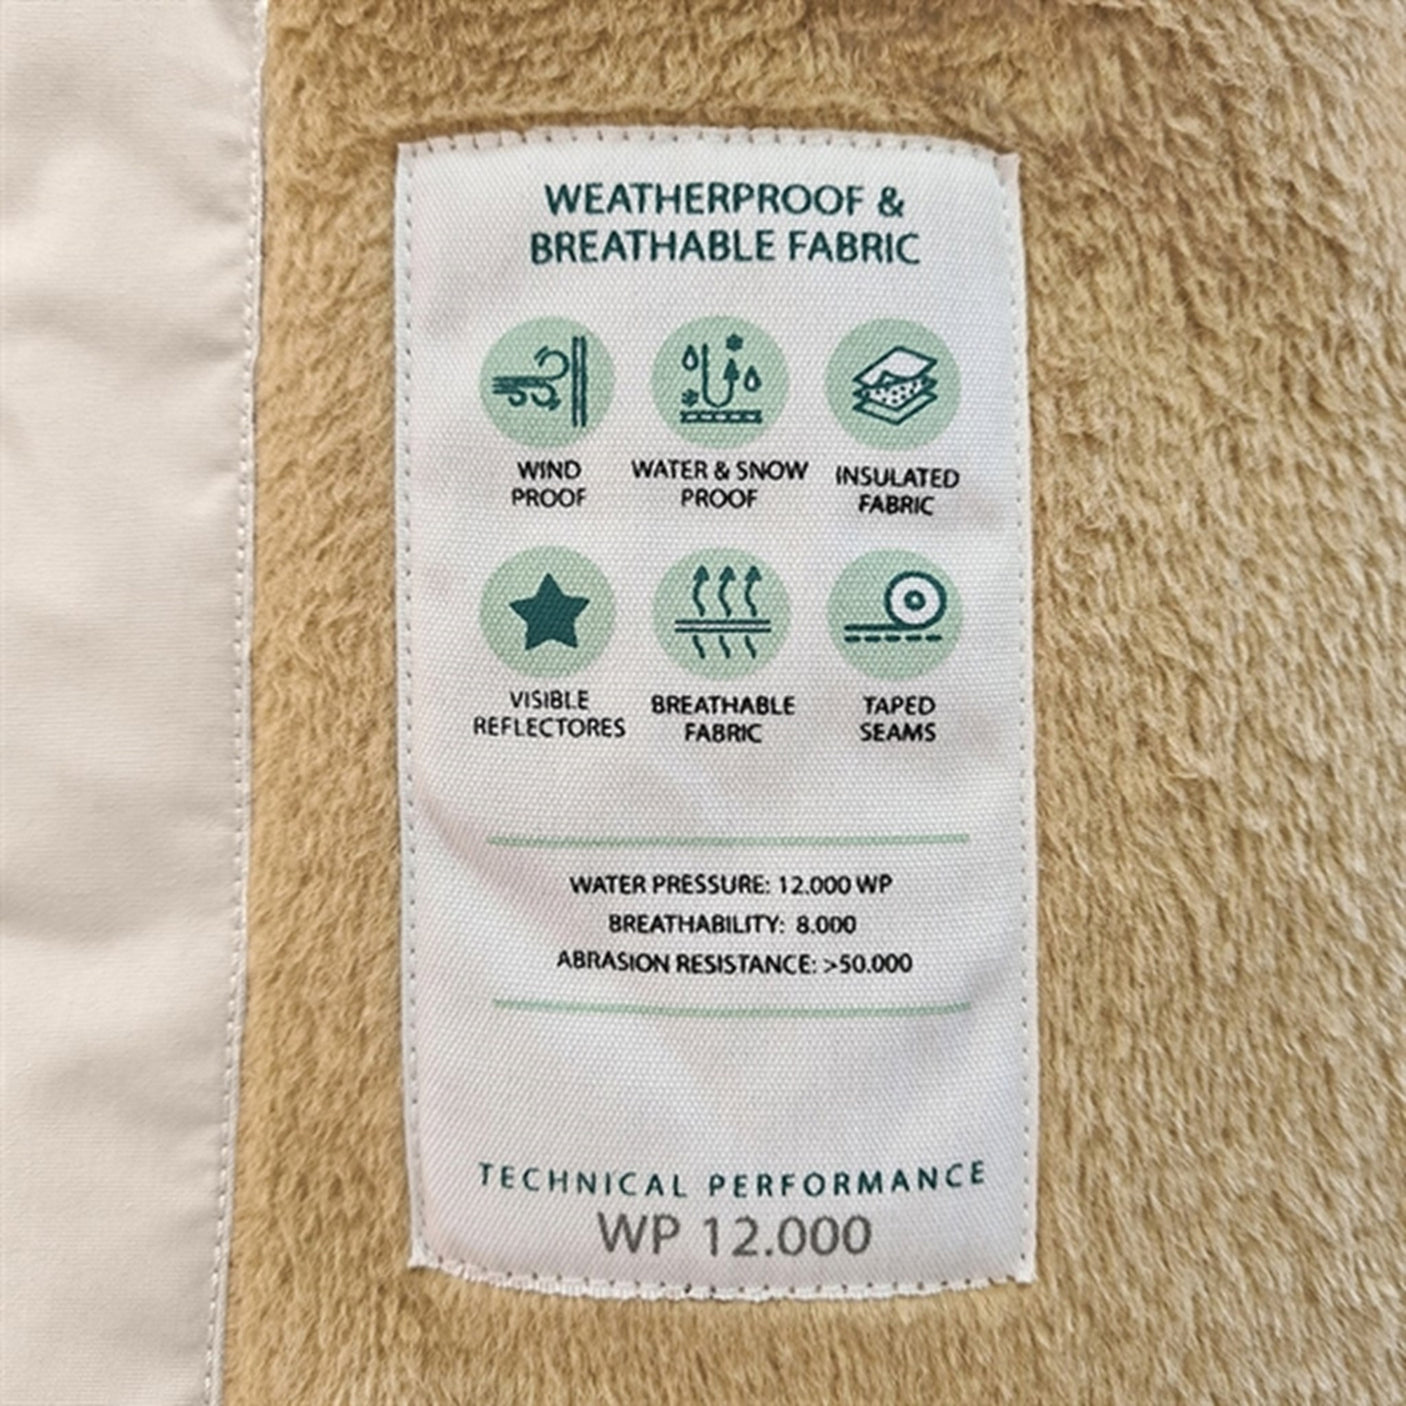 WEATHERPROOF &
BREATHABLE FABRIC
WIND
PROOF
WATER & SNOW
PROOF
INSULATED
FABRIC
VISIBLE
REFLECTORES
BREATHABLE
FABRIC
TAPED
SEAMS
WATER PRESSURE: 12.000 WP
BREATHABILITY: 8.000
ABRASION RESISTANCE: >50.000
TECHNICAL PERFORMANCE
WP 12.000